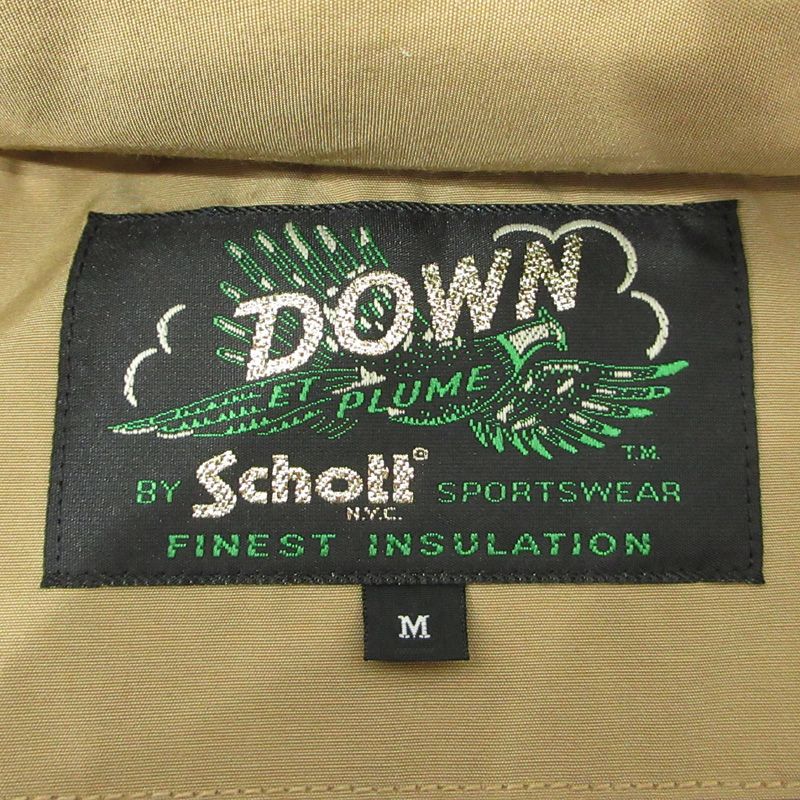 DOWN
ET PLUME
T.M.
BY Schott® SPORTSWEAR
N.Y.C.
FINEST INSULATION
M